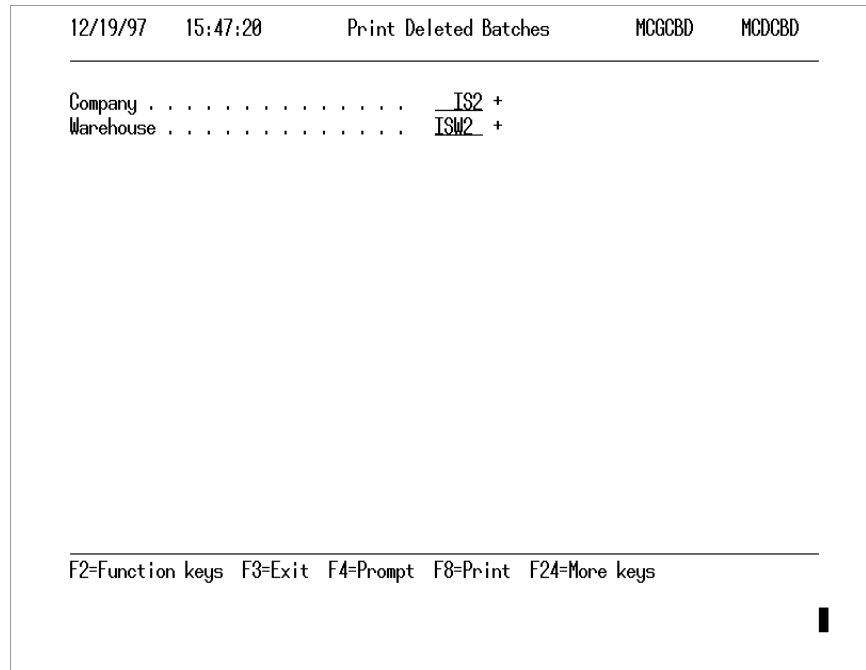 12/19/97 15:47:20 Print Deleted Batches MCGCBD MCDCBD
Company . . . . . . . . . . . . . . IS2 +
Warehouse . . . . . . . . . . . . . ISW2 +
F2=Function keys F3=Exit F4=Prompt F8=Print F24=More keys